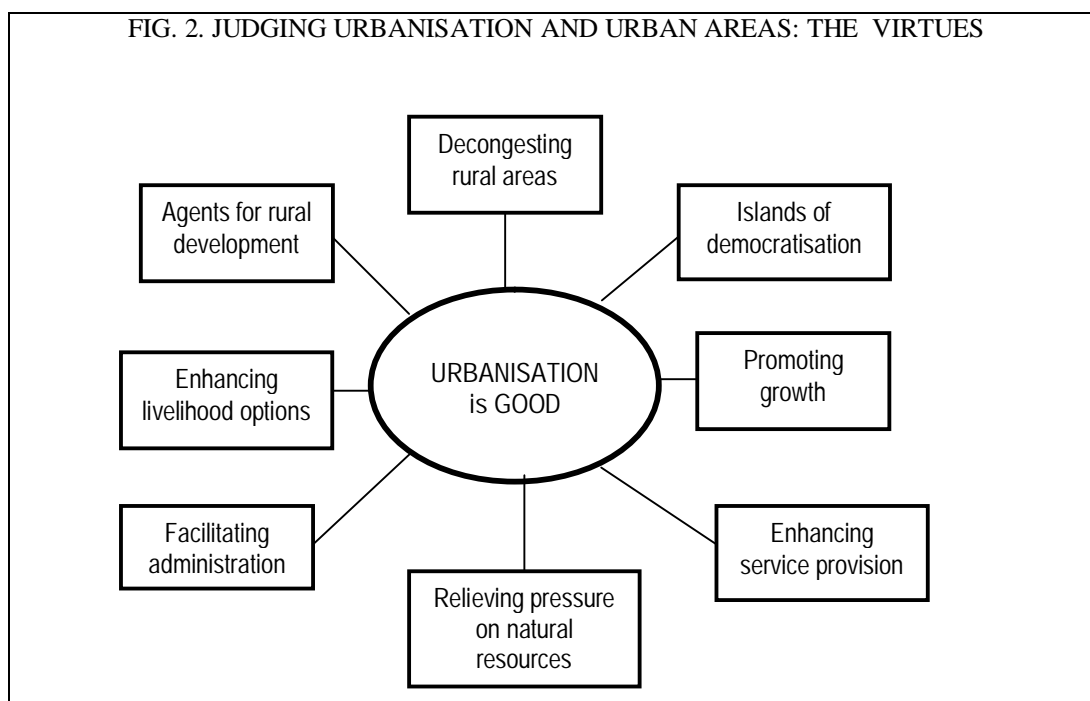 FIG. 2. JUDGING URBANISATION AND URBAN AREAS: THE VIRTUES
Decongesting
rural areas
Agents for rural
development
Islands of
democratisation
Enhancing
livelihood options
URBANISATION
is GOOD
Promoting
growth
Facilitating
administration
Relieving pressure
on natural
resources
Enhancing
service provision